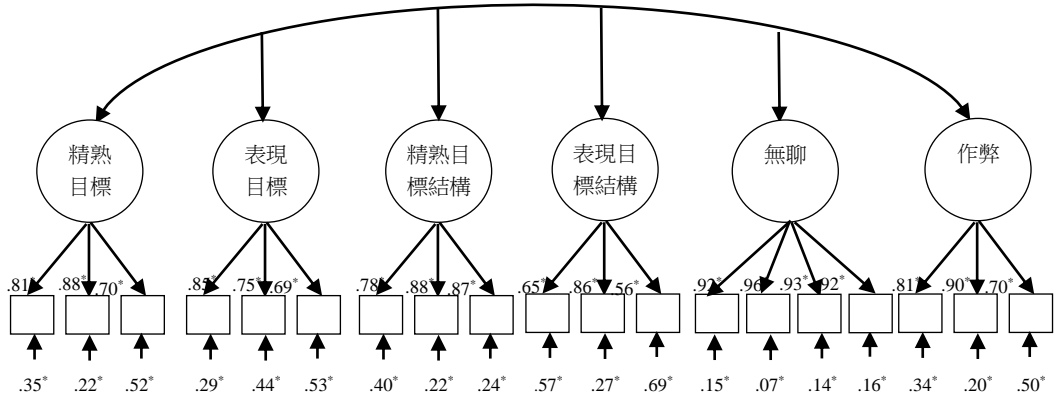 精熟
目標
表現
目標
精熟目
標結構
表現目
標結構
無聊
作弊
.81* .88* .70* .85* .75* .69* .78* .88* .87* .65* .86* .56* .92* .96* .93* .92* .81* .90* .70*
.35* .22* .52* .29* .44* .53* .40* .22* .24* .57* .27* .69* .15* .07* .14* .16* .34* .20* .50*